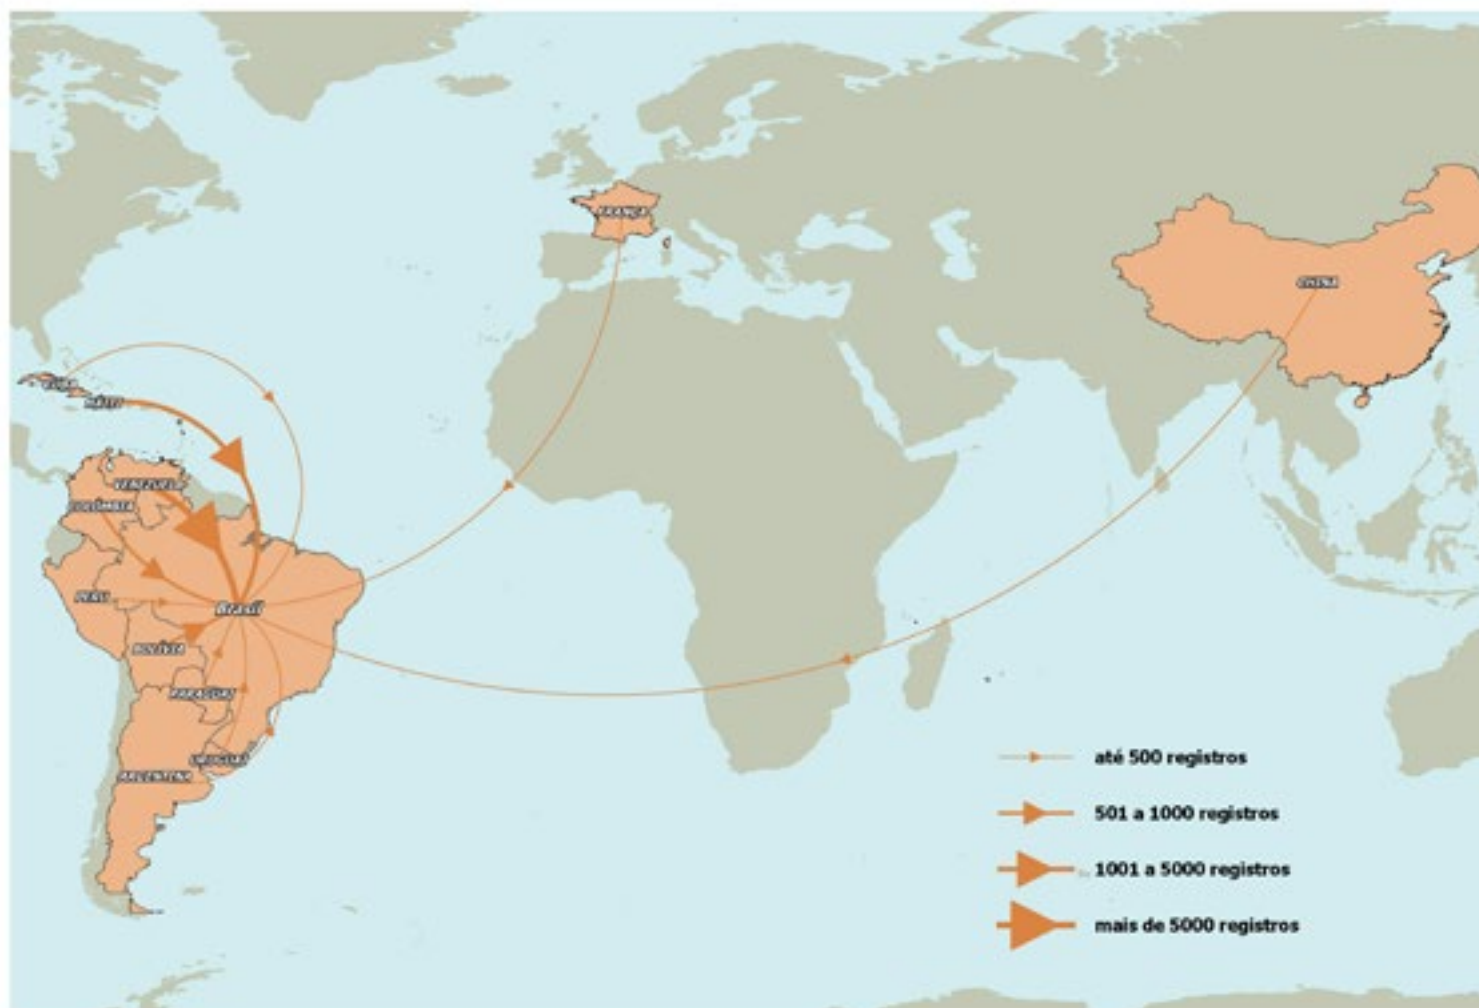 FRANÇA
CHINA
CUBA
HAITI
VENEZUELA
COLÔMBIA
PERU
Brasil
BOLÍVIA
PARAGUAI
URUGUAI
ARGENTINA
até 500 registros
501 a 1000 registros
1001 a 5000 registros
mais de 5000 registros